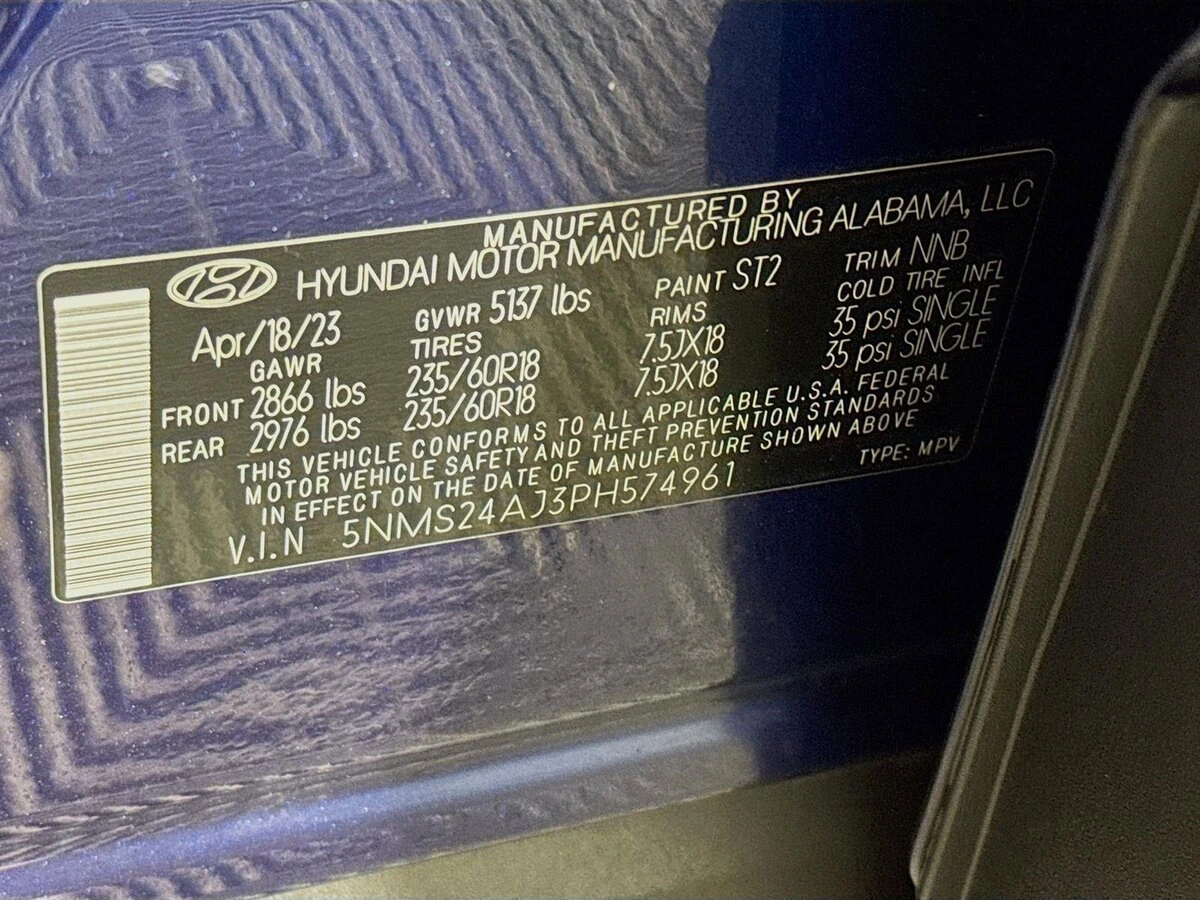 MANUFACTURED BY
HYUNDAI MOTOR MANUFACTURING ALABAMA, LLC
Apr/18/23 GVWR 5137 lbs PAINT ST2 TRIM NNB
GAWR TIRES RIMS COLD TIRE INFL
FRONT 2866 lbs 235/60R18 7.5JX18 35 psi SINGLE
REAR 2976 lbs 235/60R18 7.5JX18 35 psi SINGLE
THIS VEHICLE CONFORMS TO ALL APPLICABLE U.S.A. FEDERAL
MOTOR VEHICLE SAFETY AND THEFT PREVENTION STANDARDS
IN EFFECT ON THE DATE OF MANUFACTURE SHOWN ABOVE
V.I.N 5NMS24AJ3PH574961 TYPE: MPV